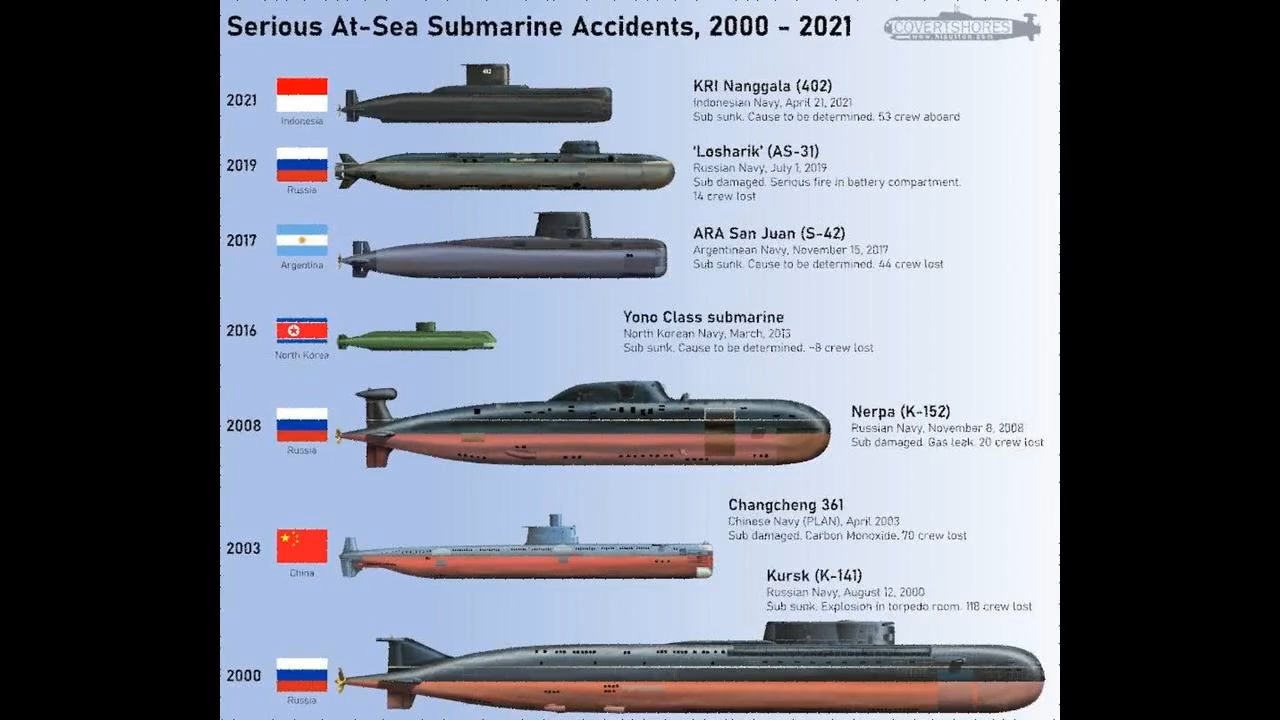 Serious At-Sea Submarine Accidents, 2000 - 2021
COVERTSHORES
www.hisutton.com
2021
Indonesia
402
KRI Nanggala (402)
Indonesian Navy, April 21, 2021
Sub sunk. Cause to be determined. 53 crew aboard
2019
Russia
'Losharik' (AS-31)
Russian Navy, July 1, 2019
Sub damaged. Serious fire in battery compartment.
14 crew lost
2017
Argentina
ARA San Juan (S-42)
Argentinean Navy, November 15, 2017
Sub sunk. Cause to be determined. 44 crew lost
2016
North Korea
Yono Class submarine
North Korean Navy, March, 2016
Sub sunk. Cause to be determined. ~8 crew lost
2008
Russia
Nerpa (K-152)
Russian Navy, November 8, 2008
Sub damaged. Gas leak. 20 crew lost
2003
China
Changcheng 361
Chinese Navy (PLAN), April 2003
Sub damaged. Carbon Monoxide. 70 crew lost
Kursk (K-141)
Russian Navy, August 12, 2000
Sub sunk. Explosion in torpedo room. 118 crew lost
2000
Russia